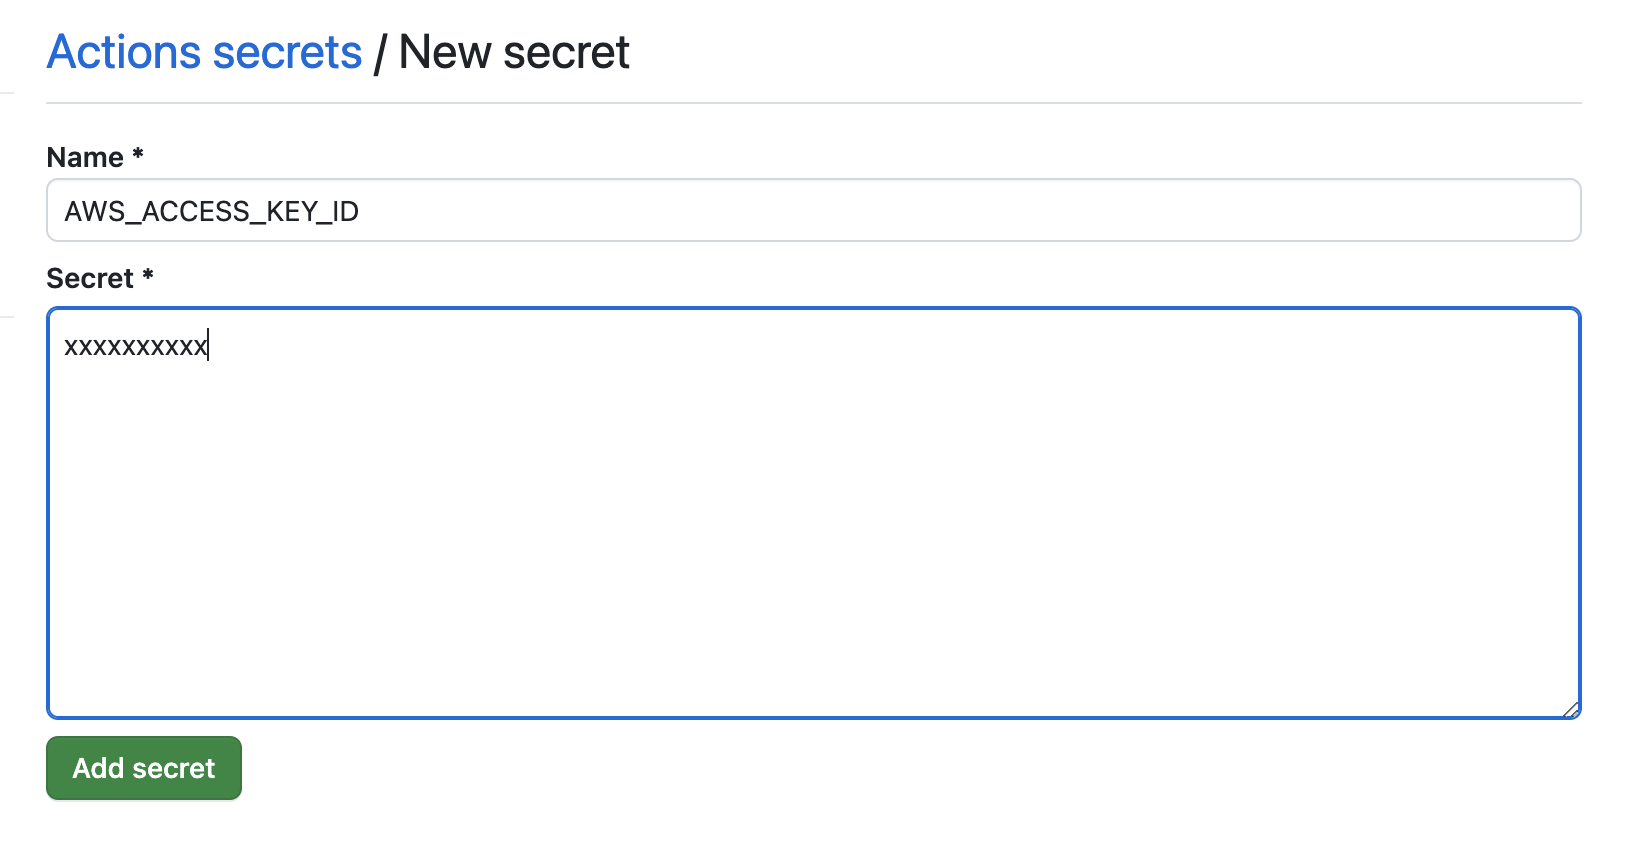 Actions secrets / New secret
Name *
AWS_ACCESS_KEY_ID
Secret *
xxxxxxxxxx
Add secret